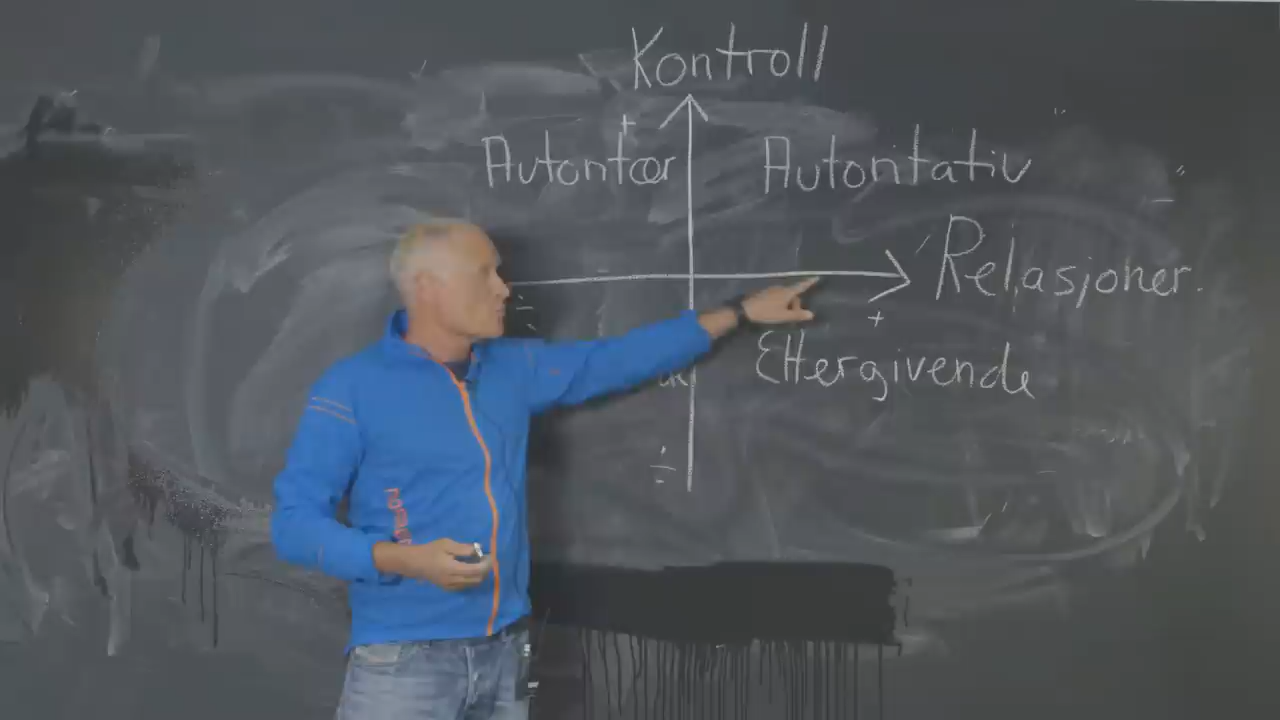 Kontroll
+
Autoritær Autoritativ
Relasjoner.
+
Ettergivende
÷